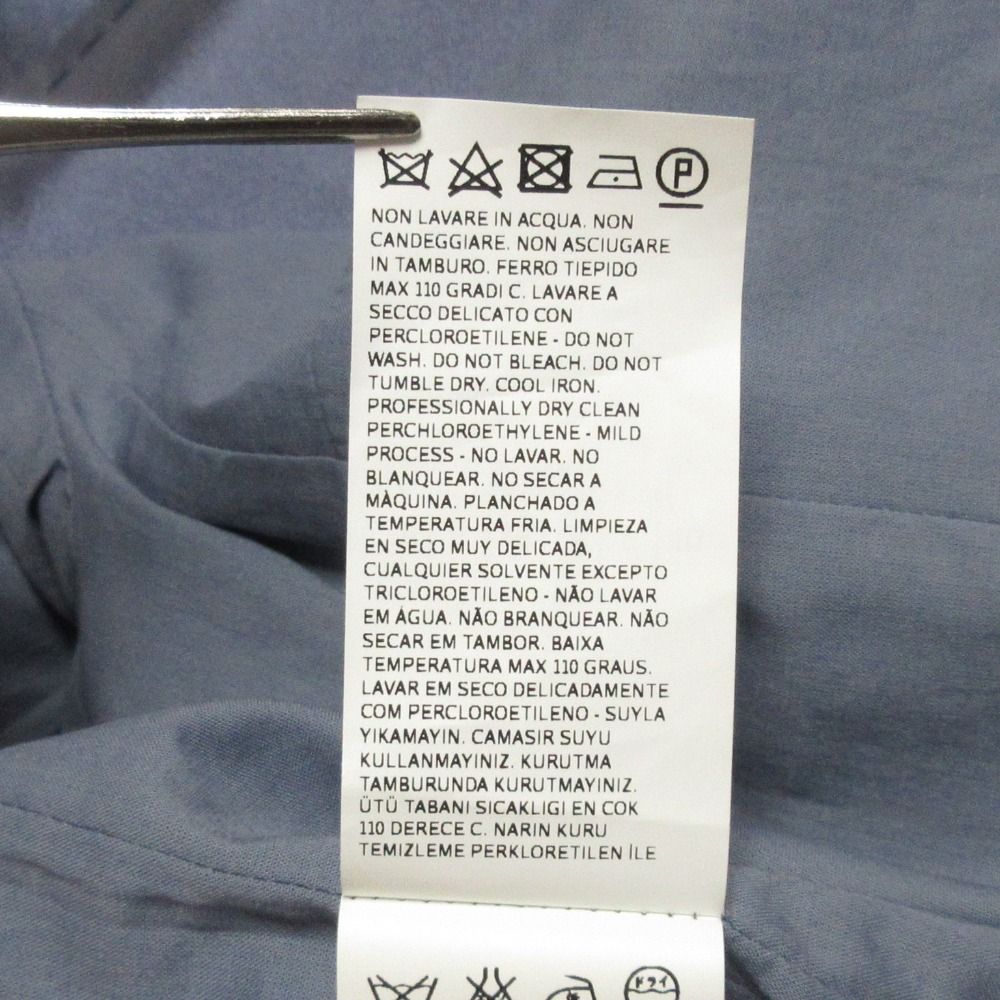 P
NON LAVARE IN ACQUA. NON
CANDEGGIARE. NON ASCIUGARE
IN TAMBURO. FERRO TIEPIDO
MAX 110 GRADI C. LAVARE A
SECCO DELICATO CON
PERCLOROETILENE - DO NOT
WASH. DO NOT BLEACH. DO NOT
TUMBLE DRY. COOL IRON.
PROFESSIONALLY DRY CLEAN
PERCHLOROETHYLENE - MILD
PROCESS - NO LAVAR. NO
BLANQUEAR. NO SECAR A
MÀQUINA. PLANCHADO A
TEMPERATURA FRIA. LIMPIEZA
EN SECO MUY DELICADA,
CUALQUIER SOLVENTE EXCEPTO
TRICLOROETILENO - NÃO LAVAR
EM ÁGUA. NÃO BRANQUEAR. NÃO
SECAR EM TAMBOR. BAIXA
TEMPERATURA MAX 110 GRAUS.
LAVAR EM SECO DELICADAMENTE
COM PERCLOROETILENO - SUYLA
YIKAMAYIN. CAMASIR SUYU
KULLANMAYINIZ. KURUTMA
TAMBURUNDA KURUTMAYINIZ.
ÜTÜ TABANI SICAKLIGI EN COK
110 DERECE C. NARIN KURU
TEMIZLEME PERKLORETILEN İLE
ドライ